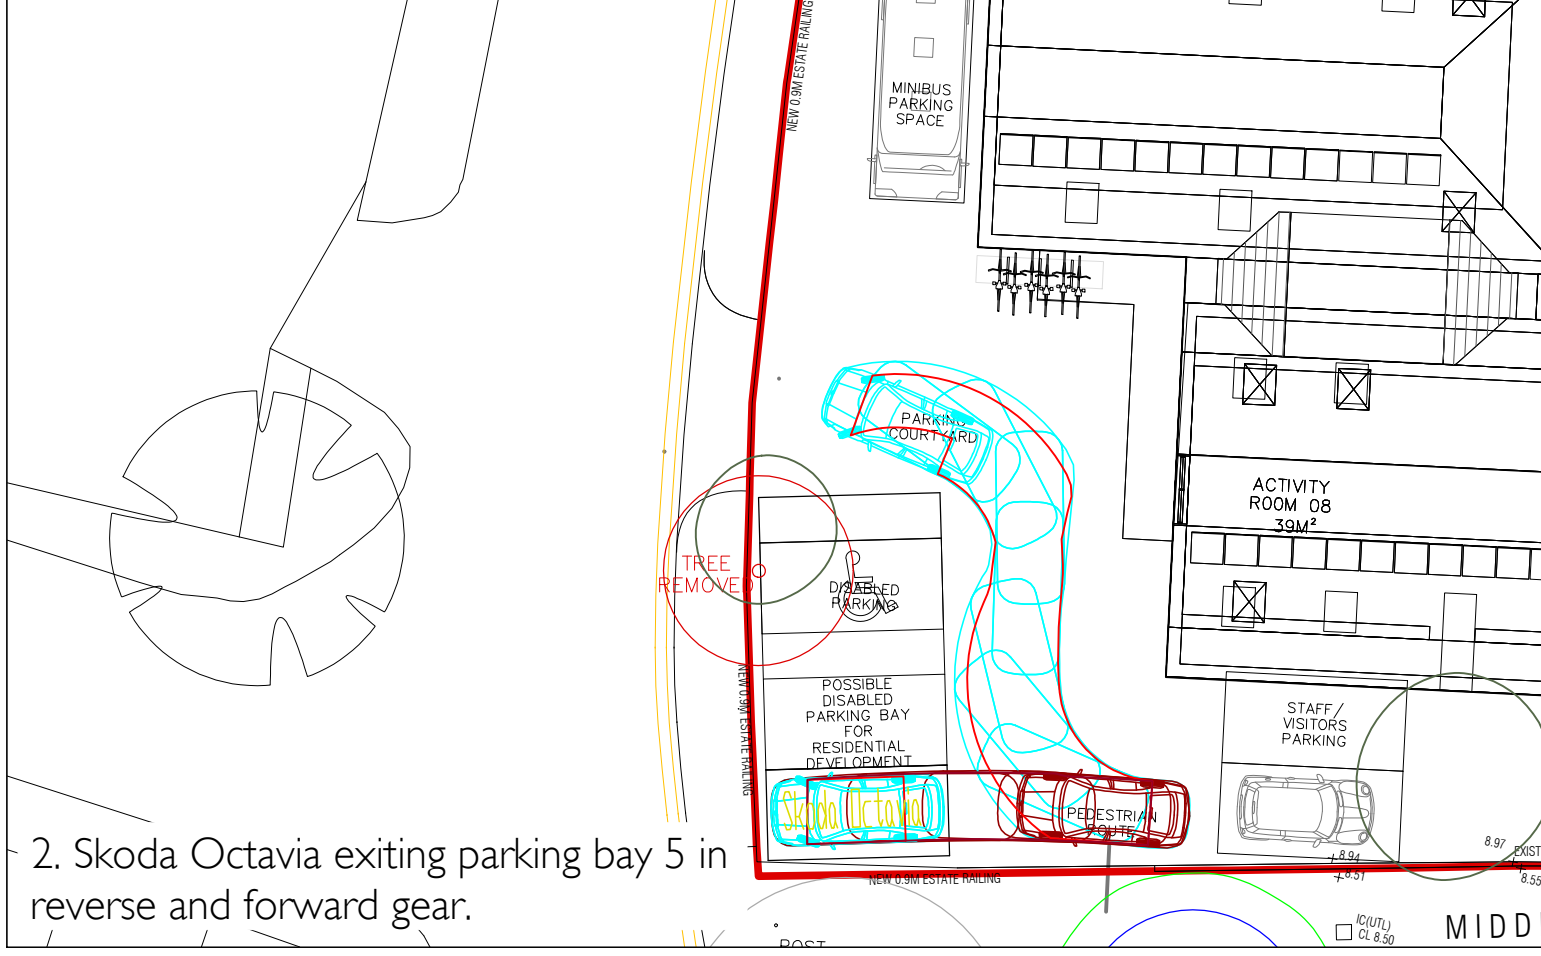 NEW 0.9M ESTATE RAILING
MINIBUS
PARKING
SPACE
PARKING
COURTYARD
ACTIVITY
ROOM 08
39M²
TREE
REMOVED
DISABLED
PARKING
NEW 0.9M ESTATE RAILING
POSSIBLE
DISABLED
PARKING BAY
FOR
RESIDENTIAL
DEVELOPMENT
STAFF/
VISITORS
PARKING
Skoda Octavia
PEDESTRIAN
ROUTE
2. Skoda Octavia exiting parking bay 5 in
reverse and forward gear.
NEW 0.9M ESTATE RAILING
8.97
EXIST
8.94
8.51
8.55
IC(UTL)
CL 8.50
MIDD
POST